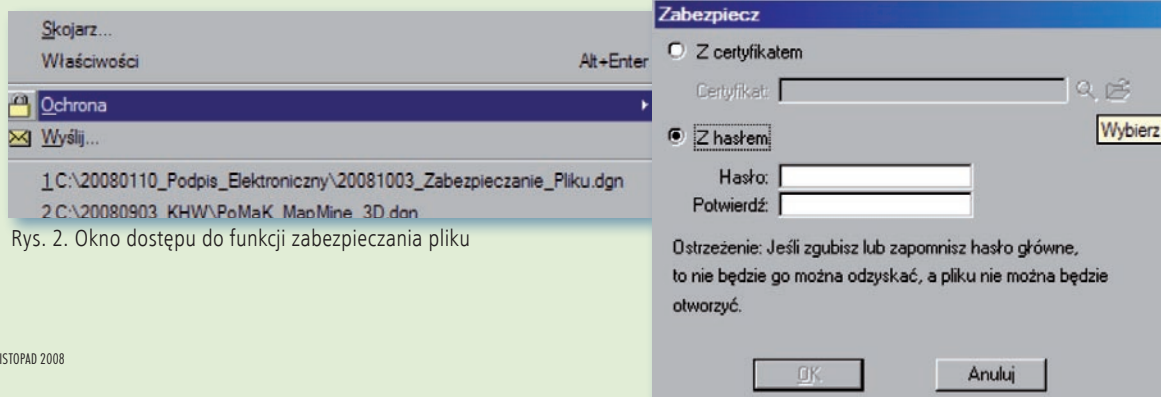 Skojarz...
Właściwości Alt+Enter
Ochrona
Wyślij...
1 C:\20080110_Podpis_Elektroniczny\20081003_Zabezpieczanie_Pliku.dgn
2 C:\20080903_KHW\PoMaK_MapMine_3D.dgn
Rys. 2. Okno dostępu do funkcji zabezpieczania pliku
ISTOPAD 2008
Zabezpiecz
Z certyfikatem
Certyfikat:
Wybierz
Z hasłem
Hasło:
Potwierdź:
Ostrzeżenie: Jeśli zgubisz lub zapomnisz hasło główne,
to nie będzie go można odzyskać, a pliku nie można będzie
otworzyć.
OK
Anuluj